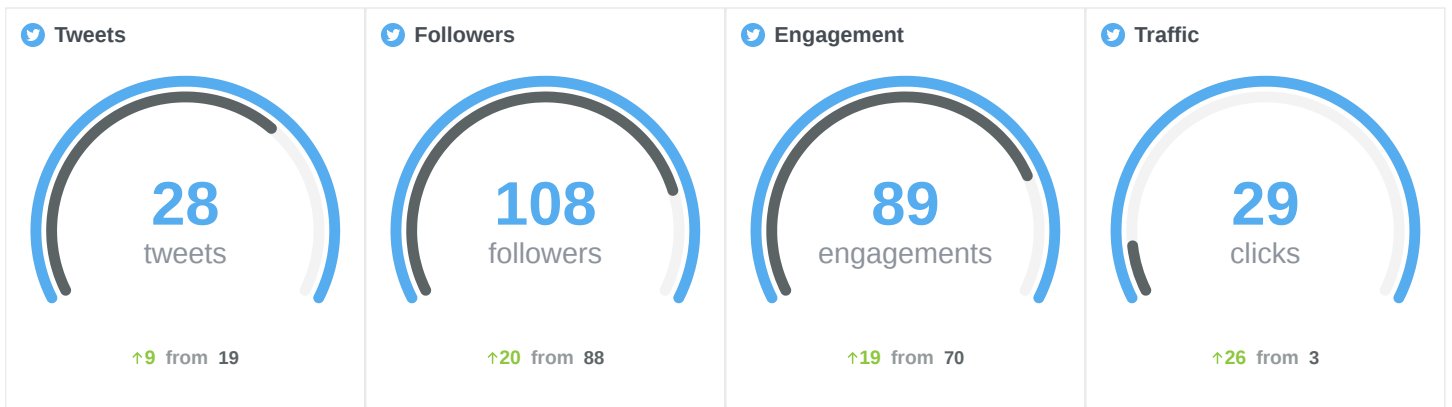 Tweets
28
tweets
↑9 from 19
Followers
108
followers
↑20 from 88
Engagement
89
engagements
↑19 from 70
Traffic
29
clicks
↑26 from 3